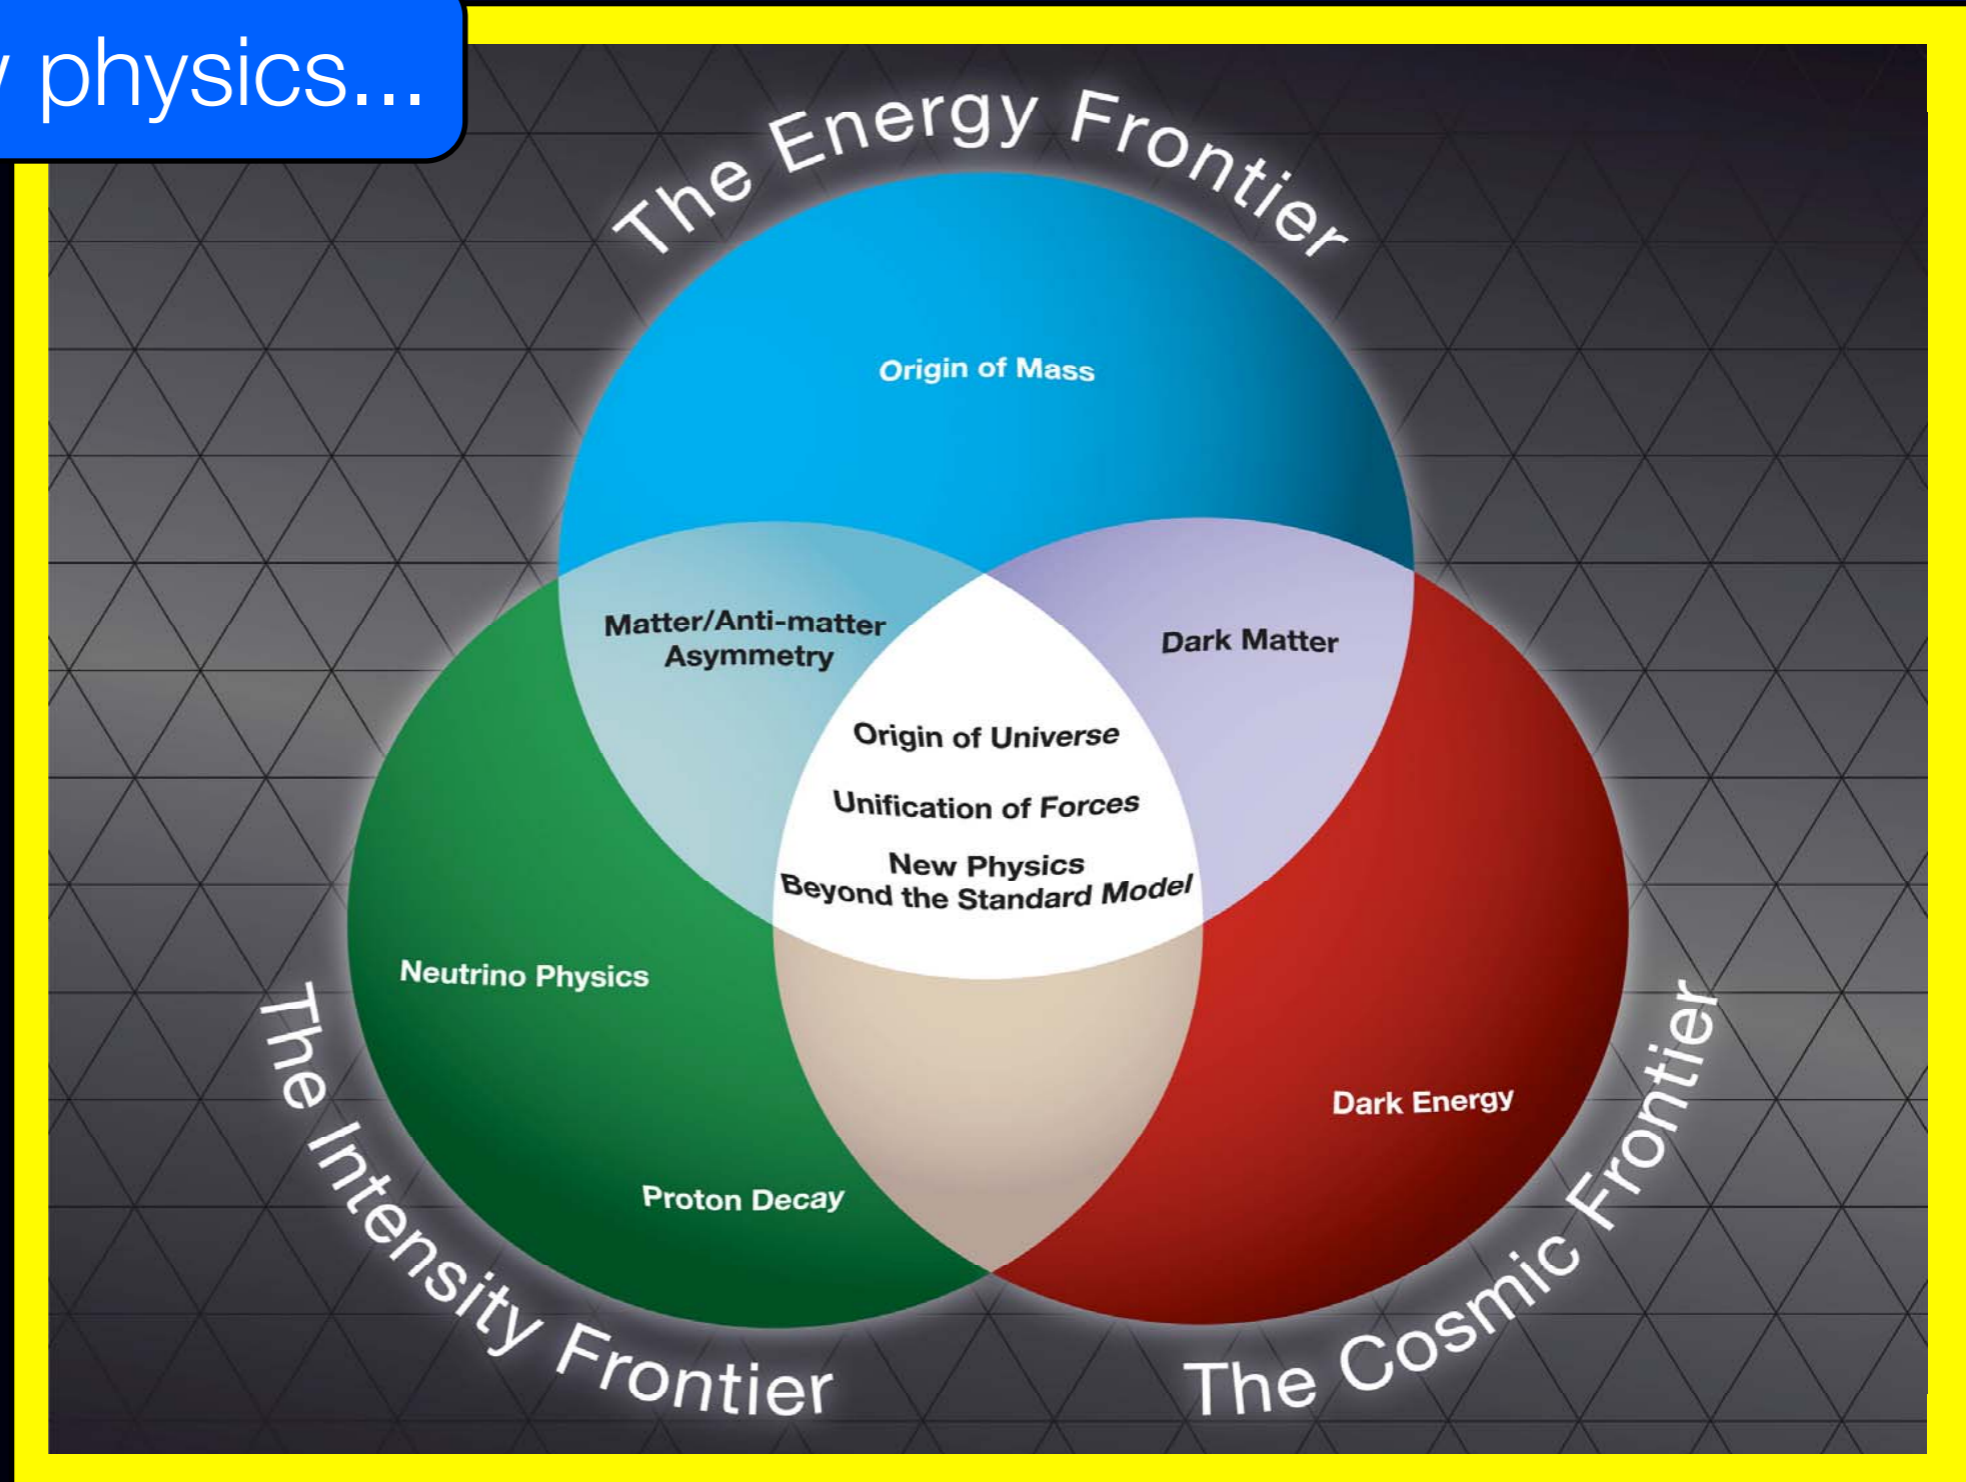 physics...
The Energy Frontier
Origin of Mass
Matter/Anti-matter
Asymmetry
Dark Matter
Origin of Universe
Unification of Forces
New Physics
Beyond the Standard Model
Neutrino Physics
Dark Energy
Proton Decay
The Intensity Frontier
The Cosmic Frontier